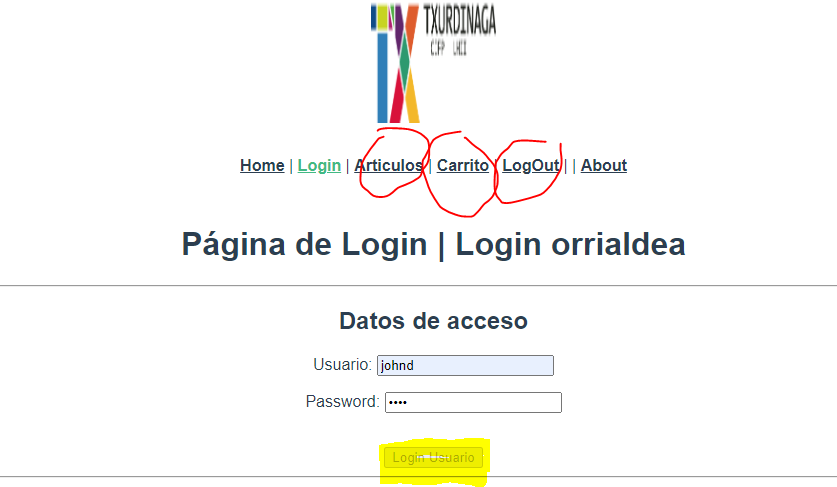 TXURDINAGA
CIFP LHII
Home | Login | Articulos | Carrito | LogOut | | About
Página de Login | Login orrialdea
Datos de acceso
Usuario: johnd
Password: ••••
Login Usuario